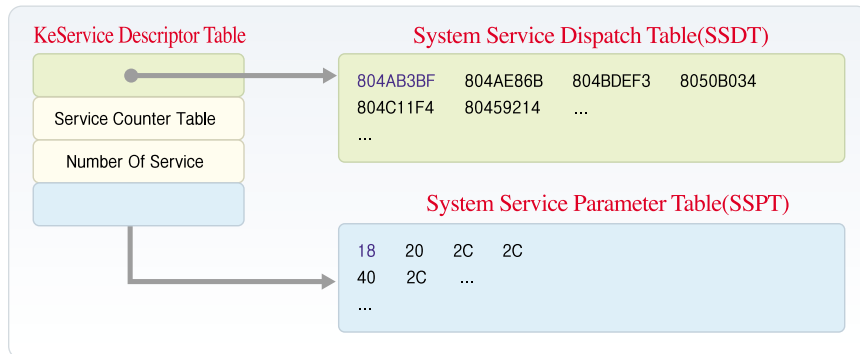 KeService Descriptor Table
Service Counter Table
Number Of Service
System Service Dispatch Table(SSDT)
804AB3BF 804AE86B 804BDEF3 8050B034
804C11F4 80459214 ...
...
System Service Parameter Table(SSPT)
18 20 2C 2C
40 2C ...
...